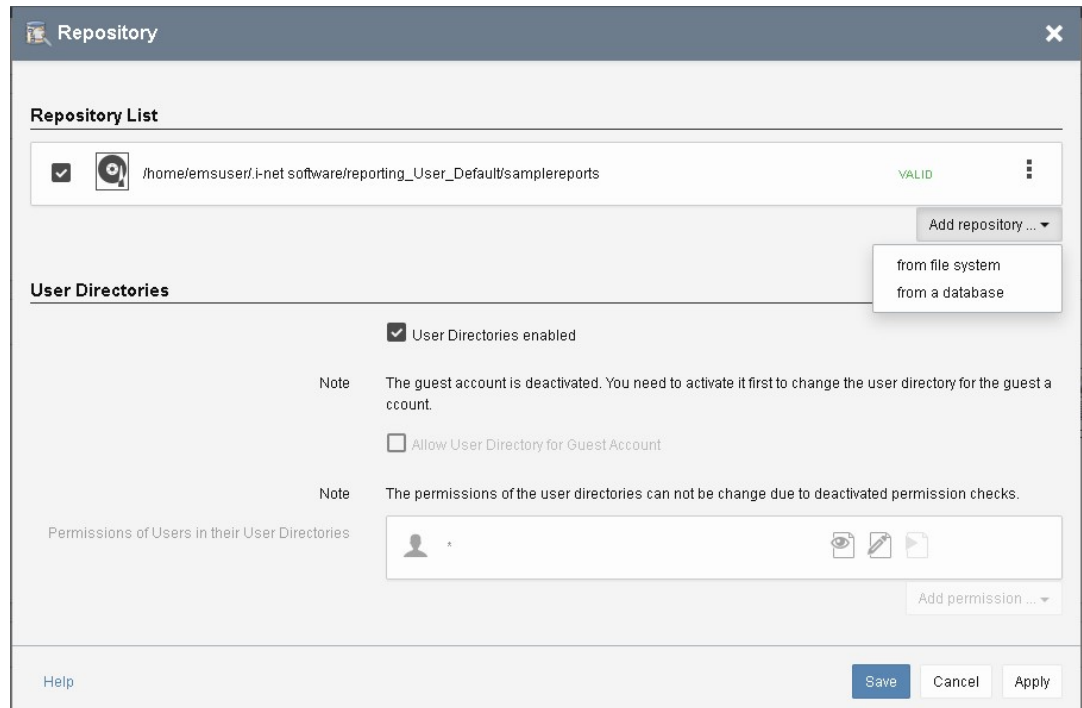 Repository
Repository List
/home/emsuser/.i-net software/reporting_User_Default/samplereports VALID
Add repository ...
from file system
from a database
User Directories
User Directories enabled
Note The guest account is deactivated. You need to activate it first to change the user directory for the guest a
ccount.
Allow User Directory for Guest Account
Note The permissions of the user directories can not be change due to deactivated permission checks.
Permissions of Users in their User Directories *
Add permission ...
Help Save Cancel Apply